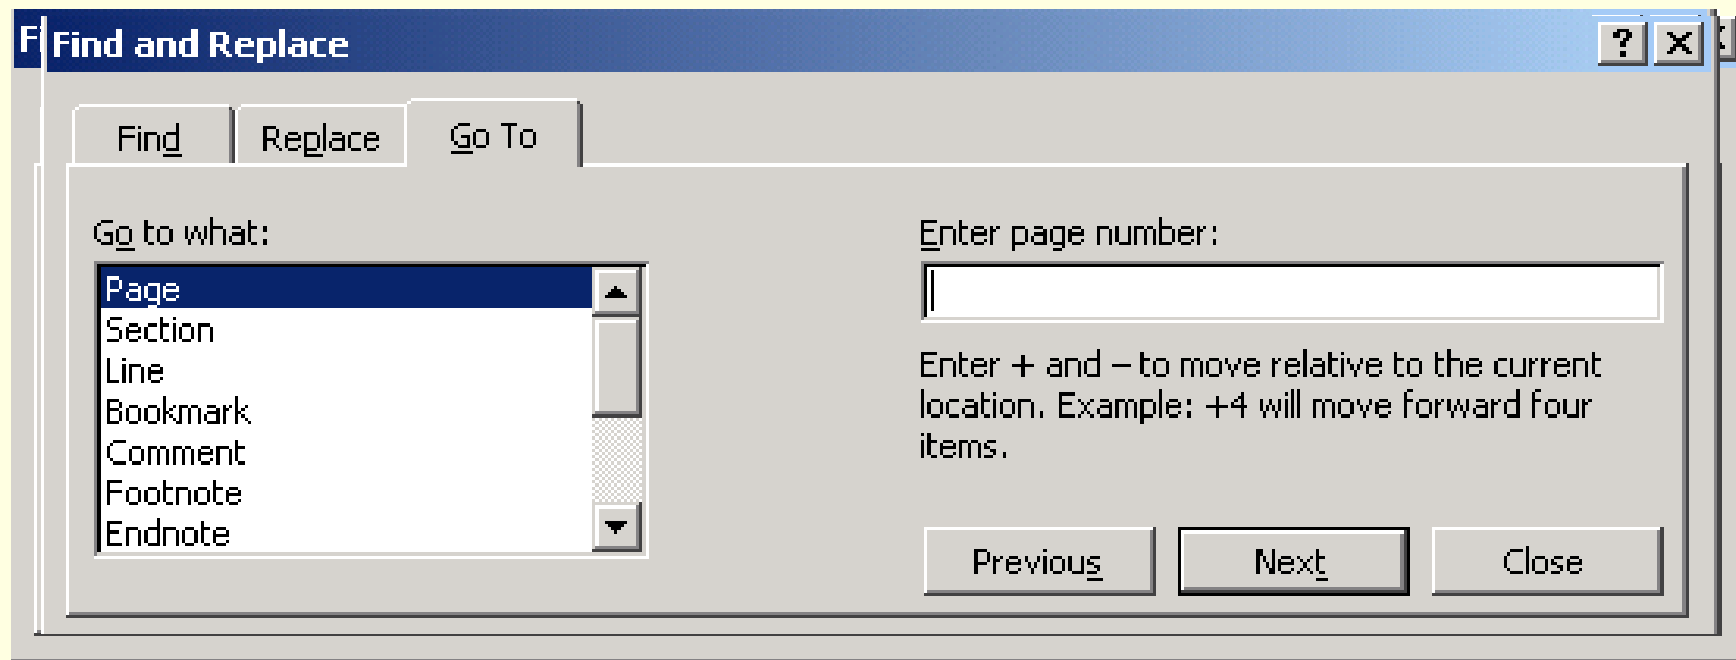 Find and Replace
Find Replace Go To
Go to what:
Page
Section
Line
Bookmark
Comment
Footnote
Endnote
Enter page number:
Enter + and – to move relative to the current
location. Example: +4 will move forward four
items.
Previous Next Close